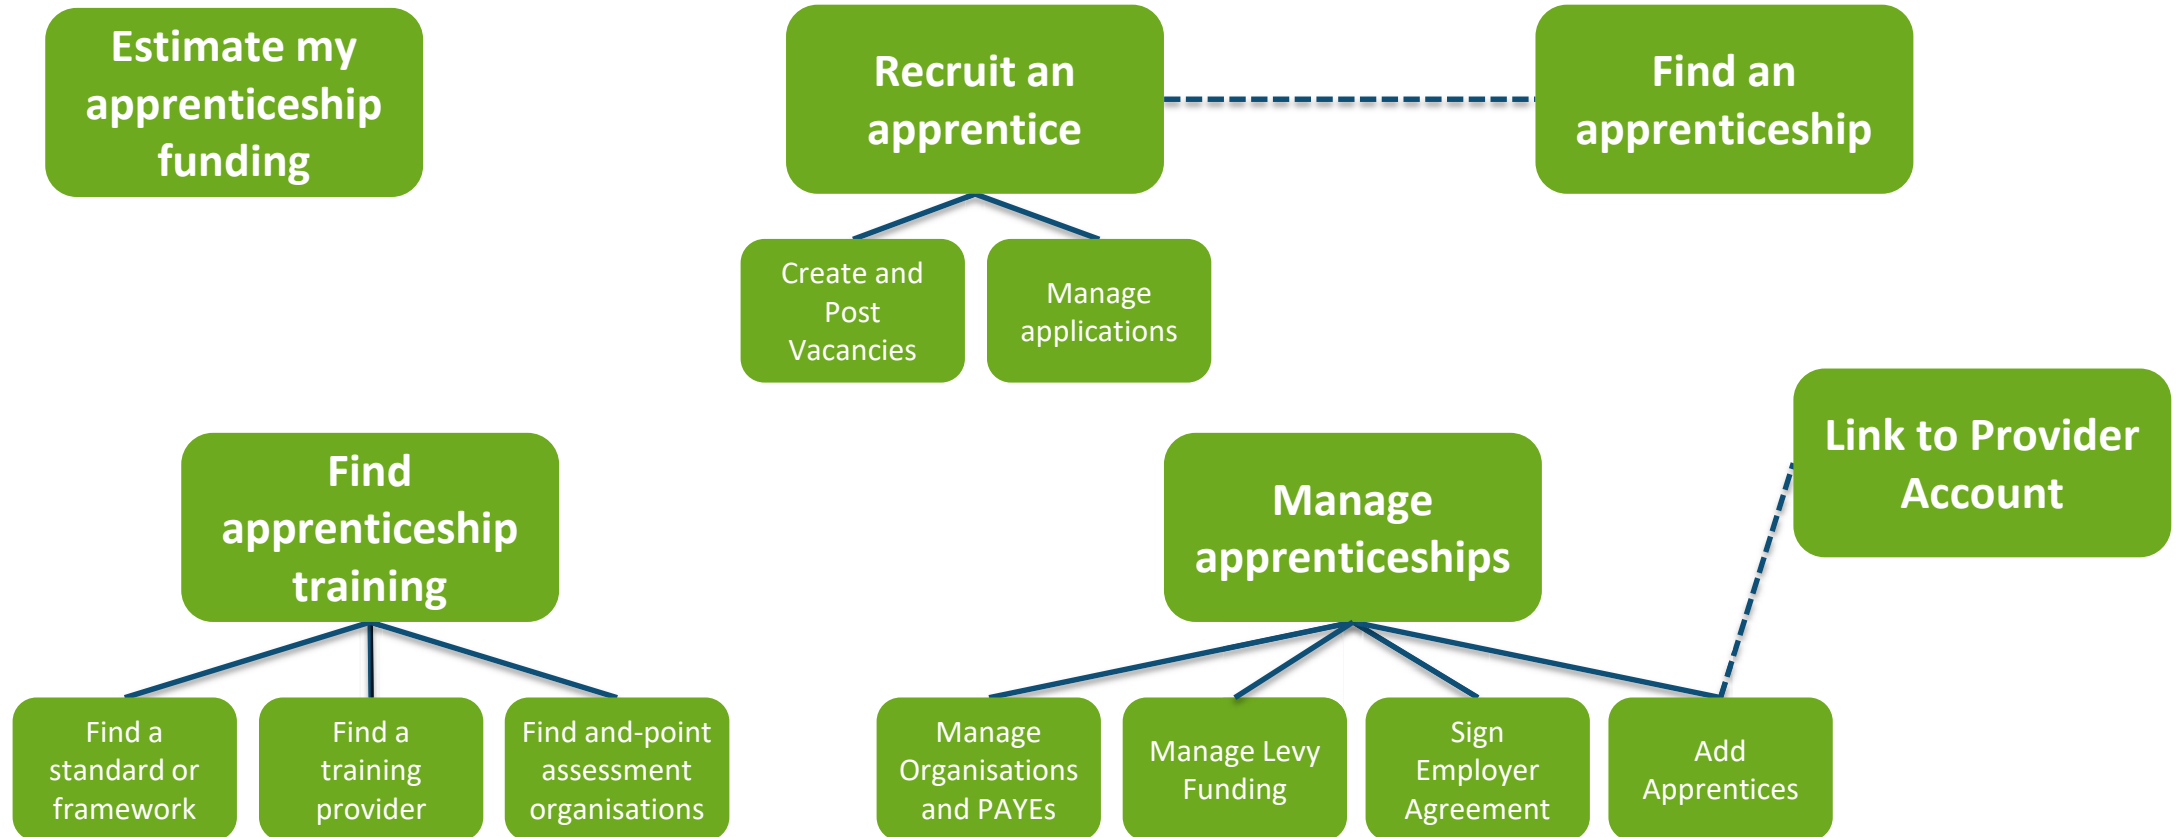 Estimate my
apprenticeship
funding
Recruit an
apprentice
Find an
apprenticeship
Create and
Post
Vacancies
Manage
applications
Link to Provider
Account
Find
apprenticeship
training
Manage
apprenticeships
Find a
standard or
framework
Find a
training
provider
Find and-point
assessment
organisations
Manage
Organisations
and PAYEs
Manage Levy
Funding
Sign
Employer
Agreement
Add
Apprentices